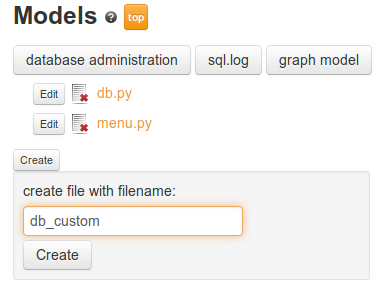 Models ? top
database administration sql.log graph model
Edit db.py
Edit menu.py
Create
create file with filename:
db_custom
Create